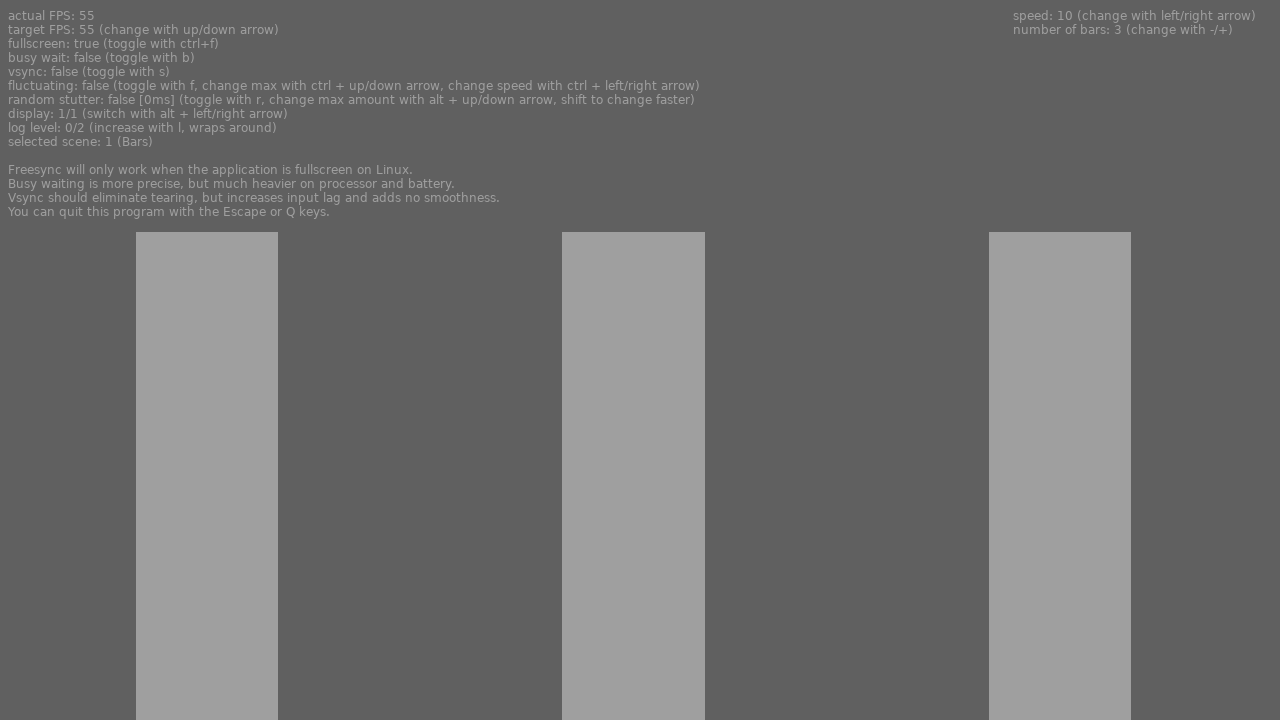 actual FPS: 55
target FPS: 55 (change with up/down arrow)
fullscreen: true (toggle with ctrl+f)
busy wait: false (toggle with b)
vsync: false (toggle with s)
fluctuating: false (toggle with f, change max with ctrl + up/down arrow, change speed with ctrl + left/right arrow)
random stutter: false [0ms] (toggle with r, change max amount with alt + up/down arrow, shift to change faster)
display: 1/1 (switch with alt + left/right arrow)
log level: 0/2 (increase with l, wraps around)
selected scene: 1 (Bars)
Freesync will only work when the application is fullscreen on Linux.
Busy waiting is more precise, but much heavier on processor and battery.
Vsync should eliminate tearing, but increases input lag and adds no smoothness.
You can quit this program with the Escape or Q keys.
speed: 10 (change with left/right arrow)
number of bars: 3 (change with -/+)